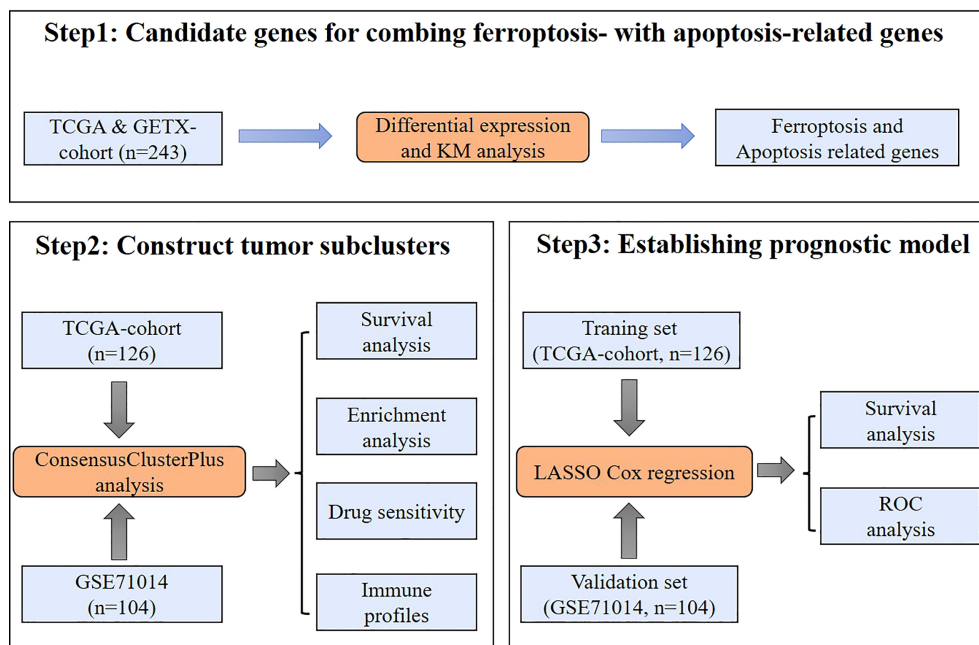 Step1: Candidate genes for combing ferroptosis- with apoptosis-related genes
TCGA & GETX-
cohort (n=243)
Differential expression
and KM analysis
Ferroptosis and
Apoptosis related genes
Step2: Construct tumor subclusters
TCGA-cohort
(n=126)
ConsensusClusterPlus
analysis
GSE71014
(n=104)
Survival
analysis
Enrichment
analysis
Drug sensitivity
Immune
profiles
Step3: Establishing prognostic model
Traning set
(TCGA-cohort, n=126)
LASSO Cox regression
Validation set
(GSE71014, n=104)
Survival
analysis
ROC
analysis